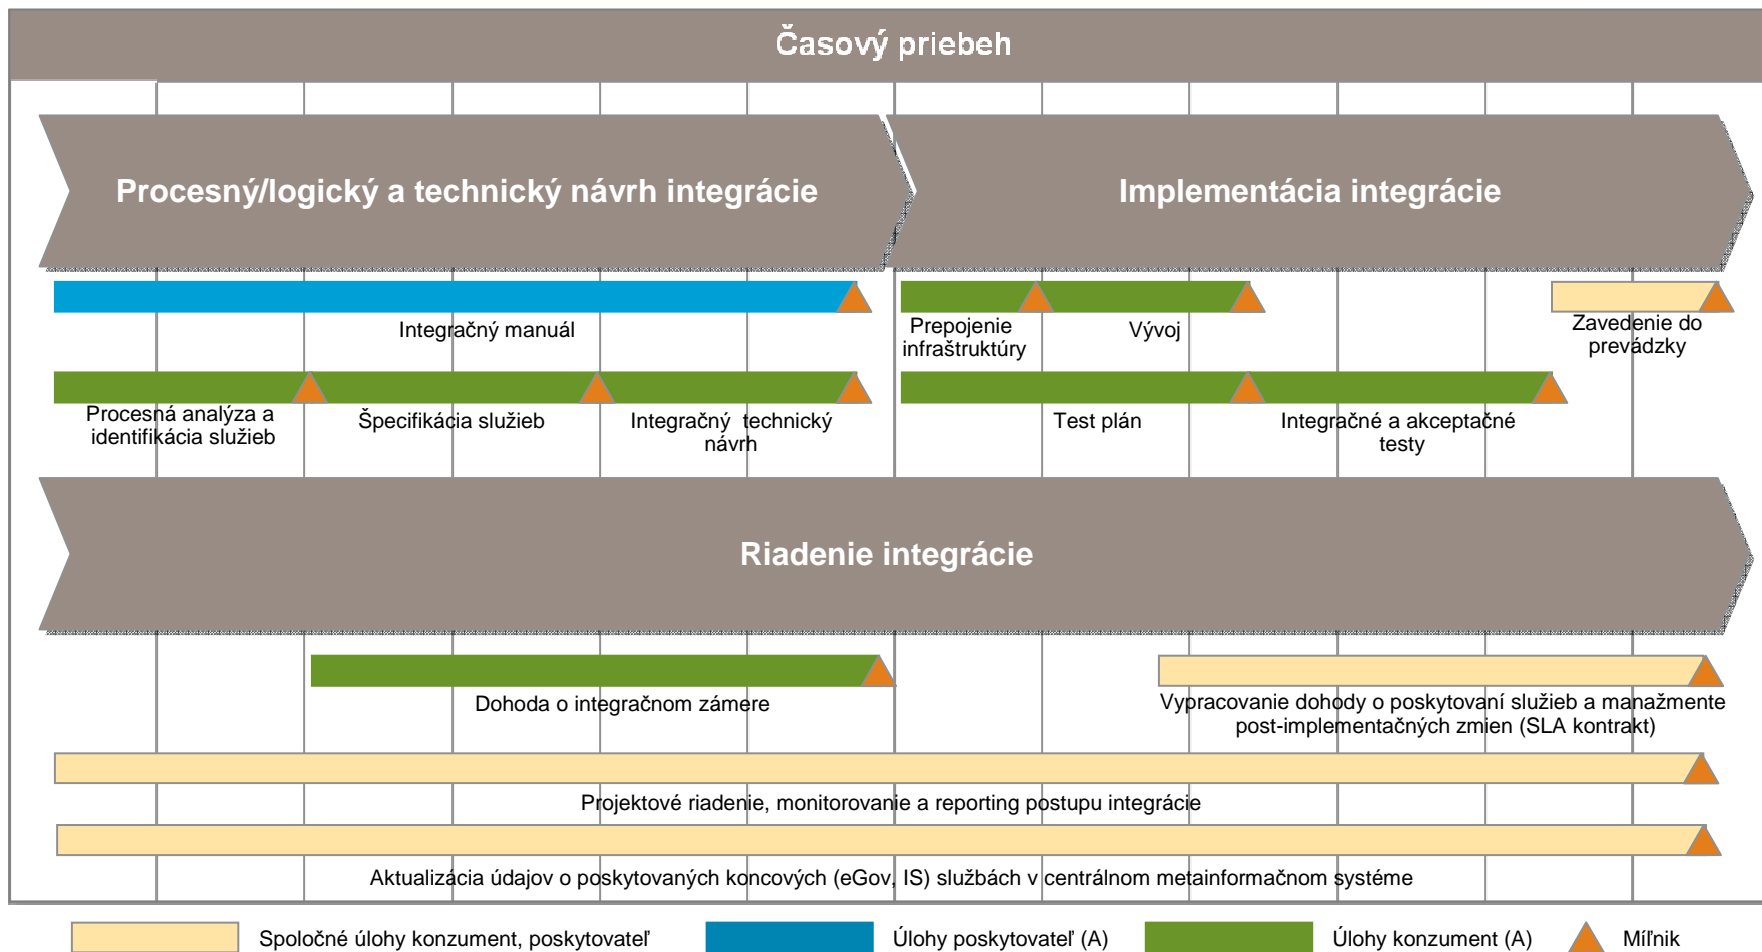 Časový priebeh
Procesný/logický a technický návrh integrácie
Implementácia integrácie
Integračný manuál
Prepojenie
infraštruktúry
Vývoj
Zavedenie do
prevádzky
Procesná analýza a
identifikácia služieb
Špecifikácia služieb
Integračný technický
návrh
Test plán
Integračné a akceptačné
testy
Riadenie integrácie
Dohoda o integračnom zámere
Vypracovanie dohody o poskytovaní služieb a manažmente
post-implementačných zmien (SLA kontrakt)
Projektové riadenie, monitorovanie a reporting postupu integrácie
Aktualizácia údajov o poskytovaných koncových (eGov, IS) službách v centrálnom metainformačnom systéme
Spoločné úlohy konzument, poskytovateľ
Úlohy poskytovateľ (A)
Úlohy konzument (A)
Míľnik